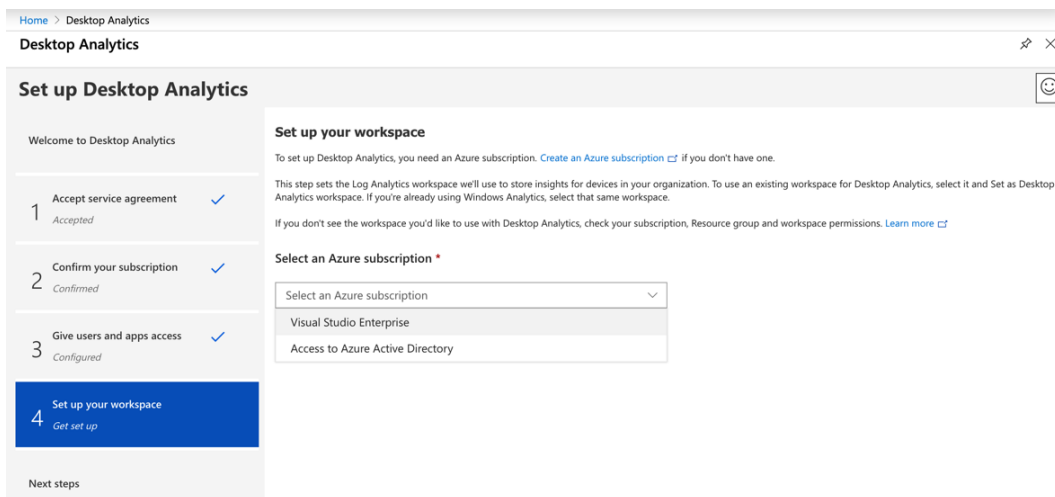 Home > Desktop Analytics
Desktop Analytics
Set up Desktop Analytics
Welcome to Desktop Analytics
1 Accept service agreement
Accepted
2 Confirm your subscription
Confirmed
3 Give users and apps access
Configured
4 Set up your workspace
Get set up
Next steps
Set up your workspace
To set up Desktop Analytics, you need an Azure subscription. Create an Azure subscription if you don't have one.
This step sets the Log Analytics workspace we'll use to store insights for devices in your organization. To use an existing workspace for Desktop Analytics, select it and Set as Desktop
Analytics workspace. If you're already using Windows Analytics, select that same workspace.
If you don't see the workspace you'd like to use with Desktop Analytics, check your subscription, Resource group and workspace permissions. Learn more
Select an Azure subscription *
Select an Azure subscription
Visual Studio Enterprise
Access to Azure Active Directory